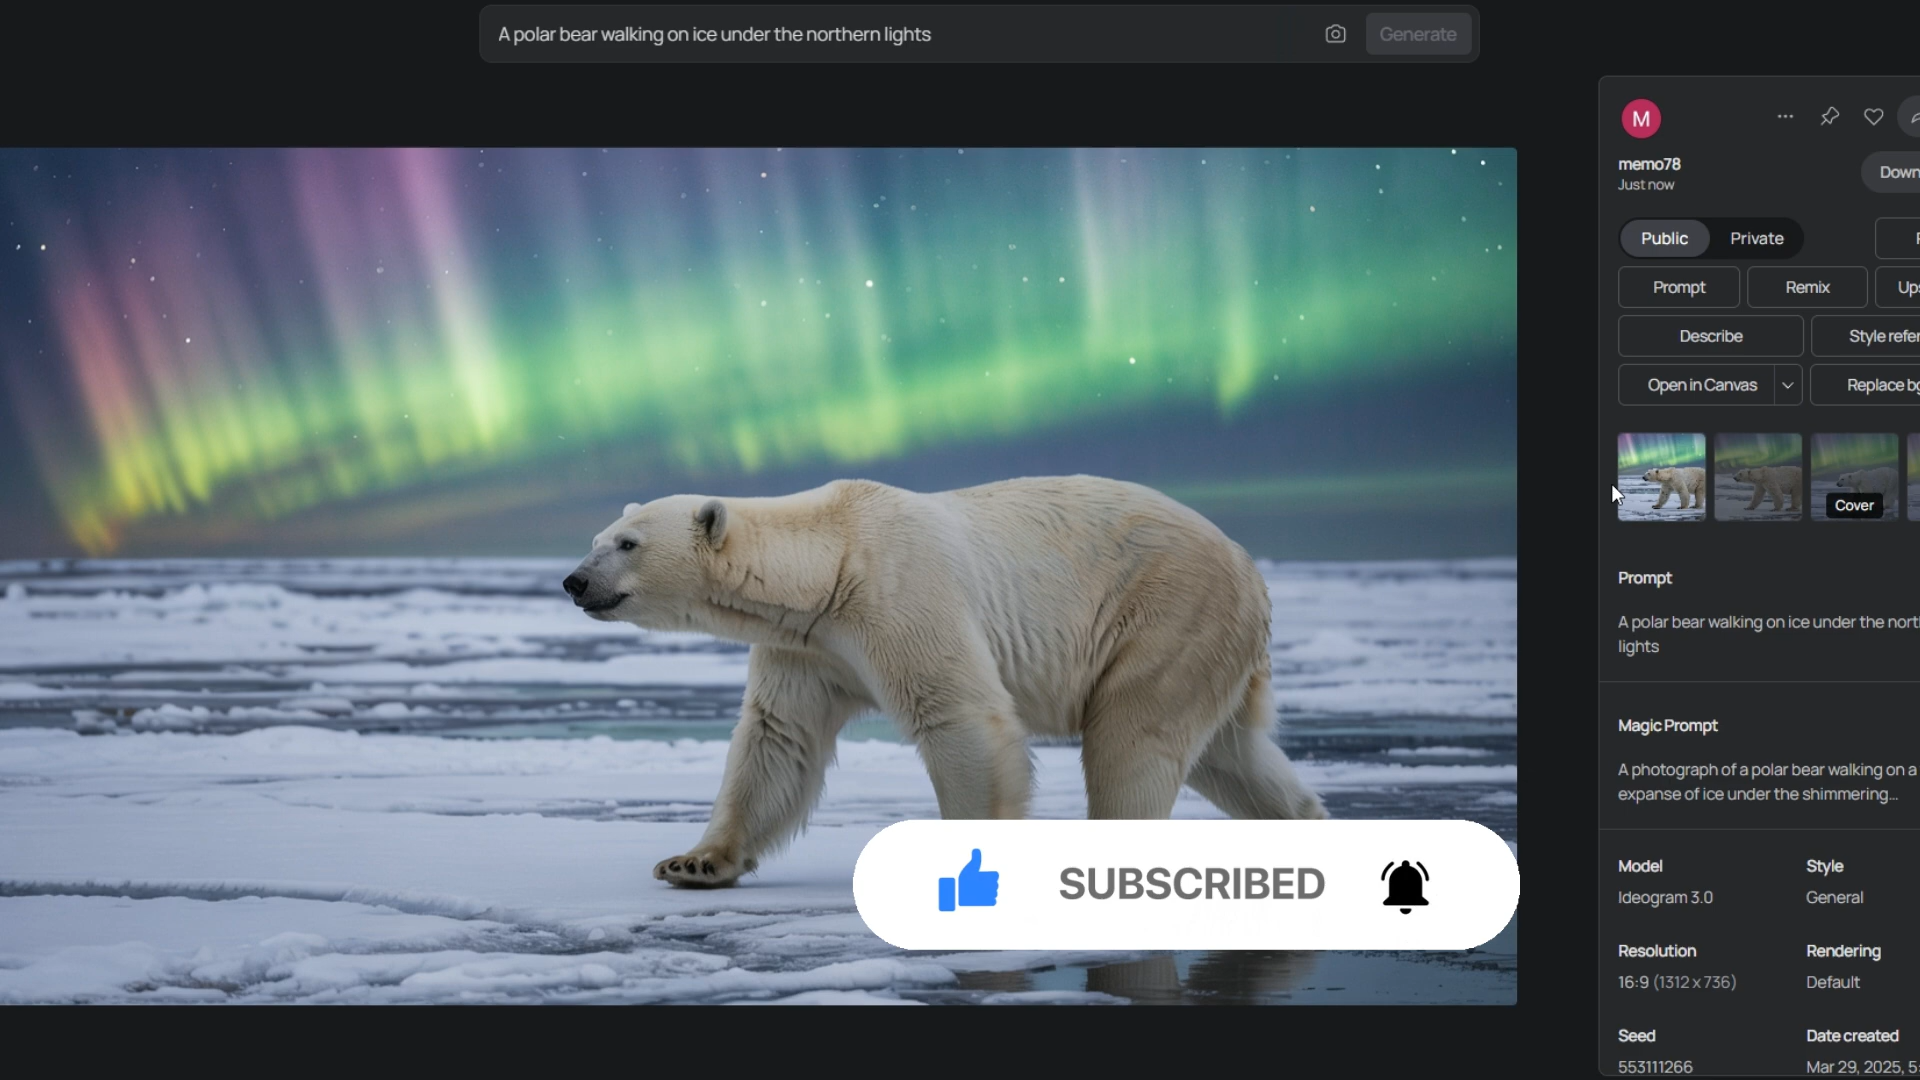 A polar bear walking on ice under the northern lights
Generate
M
memo78
Just now
Public
Private
Prompt
Remix
Describe
Open in Canvas
Cover
Prompt
A polar bear walking on ice under the
lights
Magic Prompt
A photograph of a polar bear walking on a
expanse of ice under the shimmering...
Model
Style
Ideogram 3.0
General
Resolution
Rendering
16:9 (1312 x 736)
Default
Seed
Date created
553111266
Mar 29, 2025,
SUBSCRIBED